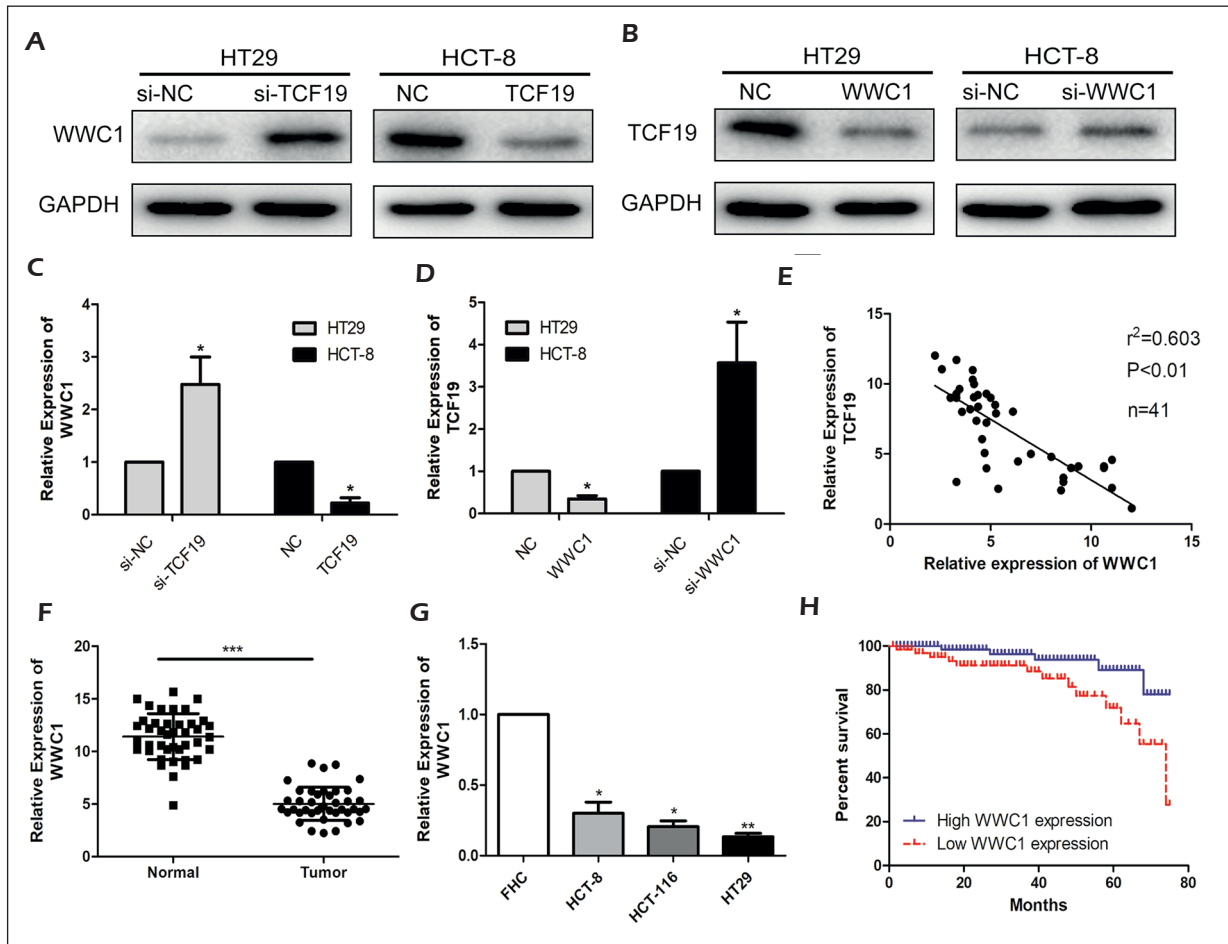 A
HT29 HCT-8
si-NC si-TCF19 NC TCF19
WWC1
GAPDH
B
HT29 HCT-8
NC WWC1 si-NC si-WWC1
TCF19
GAPDH
C
Relative Expression of
WWC1
4
3
2
1
0
*
*
HT29
HCT-8
si-NC si-TCF19 NC TCF19
D
Relative Expression of
TCF19
5
4
3
2
1
0
*
*
HT29
HCT-8
NC WWC1 si-NC si-WWC1
E
Relative Expression of
TCF19
15
10
5
0
r²=0.603
P<0.01
n=41
0 5 10 15
Relative expression of WWC1
F
Relative Expression of
WWC1
20
15
10
5
0
***
Normal Tumor
G
Relative Expression of
WWC1
1.5
1.0
0.5
0.0
* * **
FHC HCT-8 HCT-116 HT29
H
Percent survival
100
80
60
40
20
0
High WWC1 expression
Low WWC1 expression
0 20 40 60 80
Months